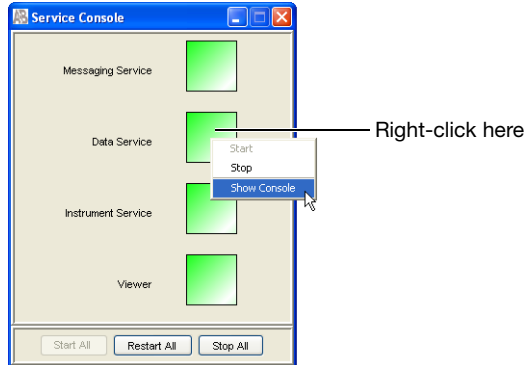 AB Service Console
Messaging Service
Data Service
Right-click here
Start
Stop
Show Console
Instrument Service
Viewer
Start All Restart All Stop All